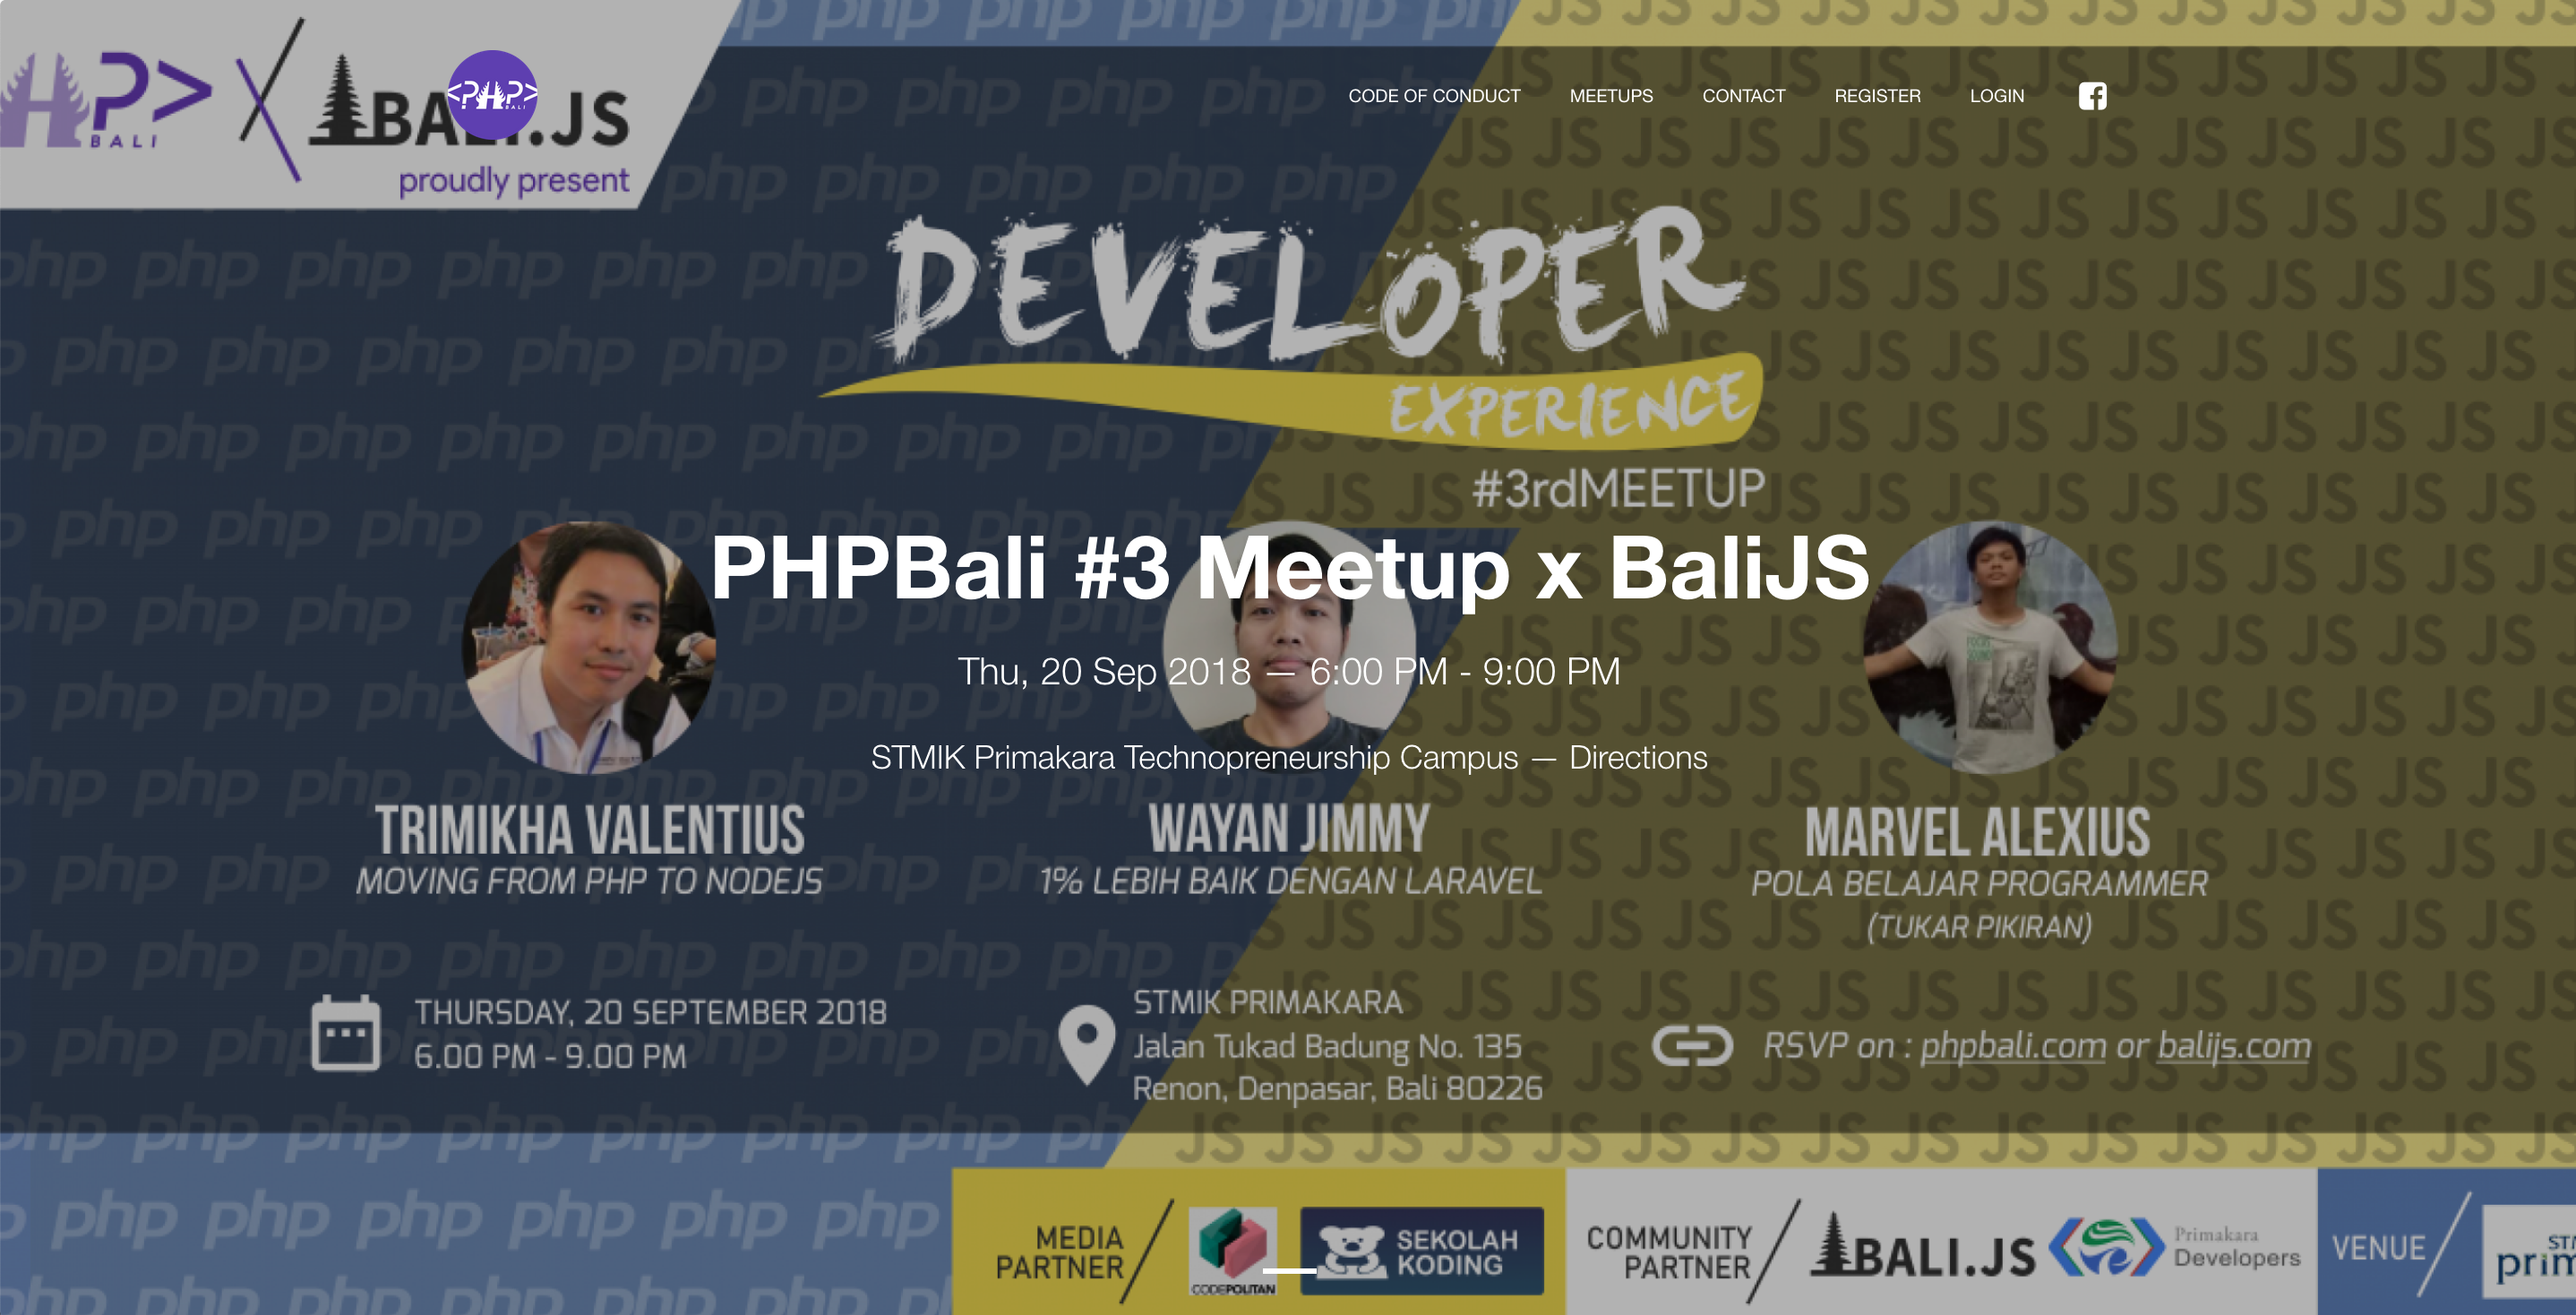 HP>
BALI
BALI.JS
proudly present
<PHP>
BALI
CODE OF CONDUCT
MEETUPS
CONTACT
REGISTER
LOGIN
DEVELOPER
EXPERIENCE
#3rdMEETUP
PHPBali #3 Meetup x BaliJS
Thu, 20 Sep 2018 — 6:00 PM - 9:00 PM
STMIK Primakara Technopreneurship Campus — Directions
TRIMIKHA VALENTIUS
MOVING FROM PHP TO NODEJS
WAYAN JIMMY
1% LEBIH BAIK DENGAN LARAVEL
MARVEL ALEXIUS
POLA BELAJAR PROGRAMMER
(TUKAR PIKIRAN)
THURSDAY, 20 SEPTEMBER 2018
6.00 PM - 9.00 PM
STMIK PRIMAKARA
Jalan Tukad Badung No. 135
Renon, Denpasar, Bali 80226
RSVP on : phpbali.com or balijs.com
MEDIA
PARTNER
CODEPOLITAN
SEKOLAH
KODING
COMMUNITY
PARTNER
BALI.JS
Primakara
Developers
VENUE